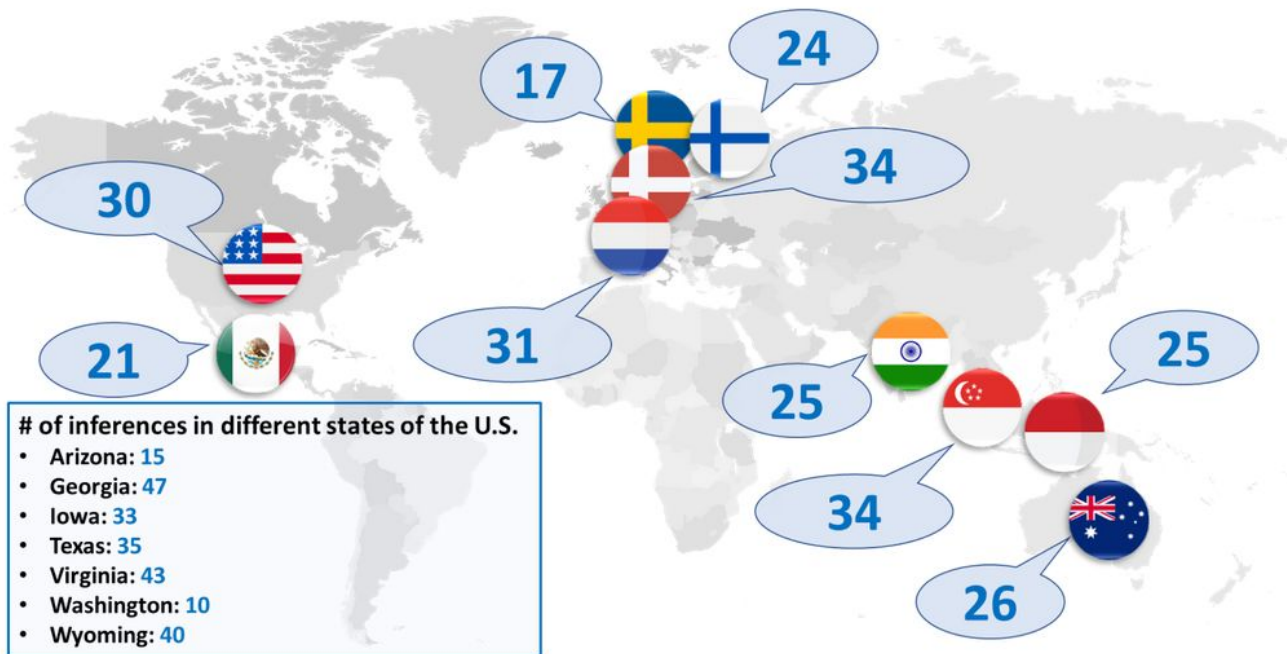 24
17
34
30
31
21
25
25
34
26
# of inferences in different states of the U.S.
• Arizona: 15
• Georgia: 47
• Iowa: 33
• Texas: 35
• Virginia: 43
• Washington: 10
• Wyoming: 40